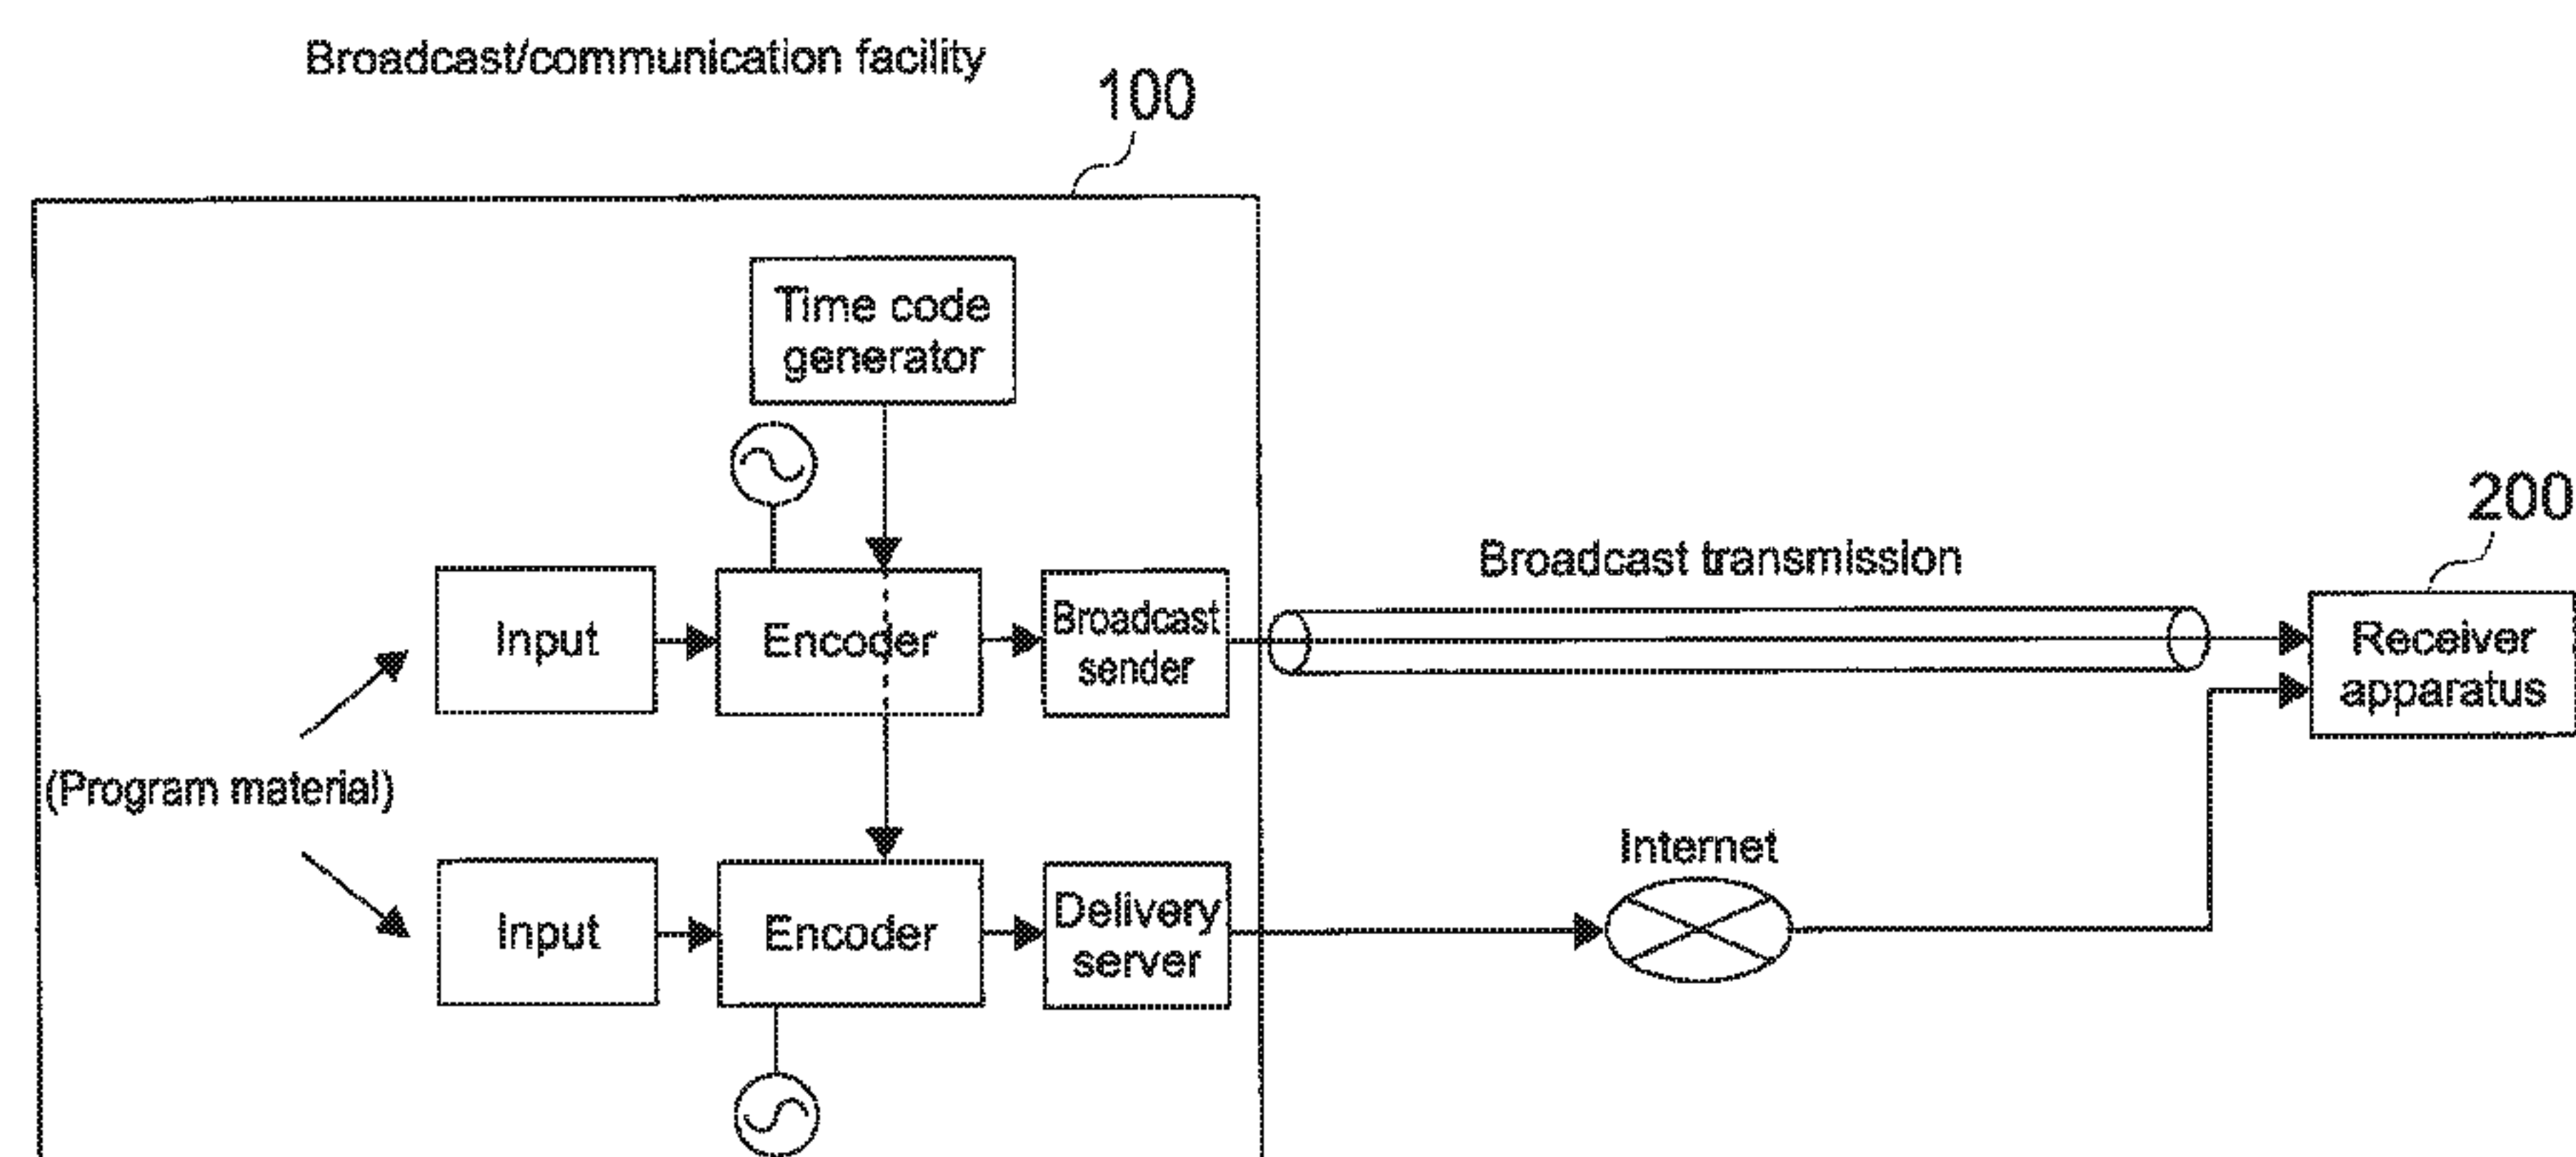 Broadcast/communication facility
100
Time code
generator
200
Broadcast transmission
Input
Encoder
Broadcast
sender
Receiver
apparatus
(Program material)
Internet
Input
Encoder
Delivery
server